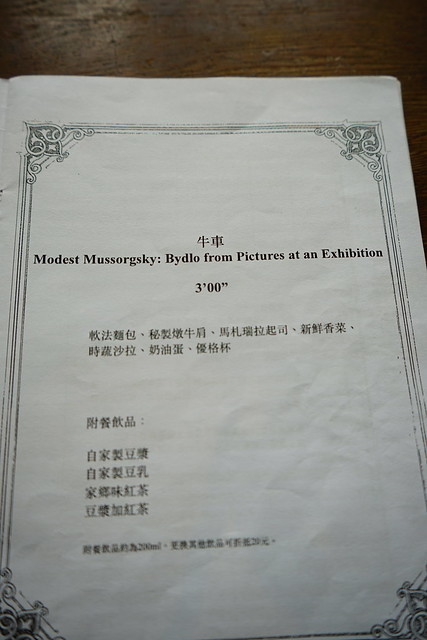 牛車
Modest Mussorgsky: Bydlo from Pictures at an Exhibition
3’00”
軟法麵包、秘製燉牛肩、馬札瑞拉起司、新鮮香菜、
時蔬沙拉、奶油蛋、優格杯
附餐飲品：
自家製豆漿
自家製豆乳
家鄉味紅茶
豆漿加紅茶
附餐飲品約為200ml，更換其他飲品可折抵20元。